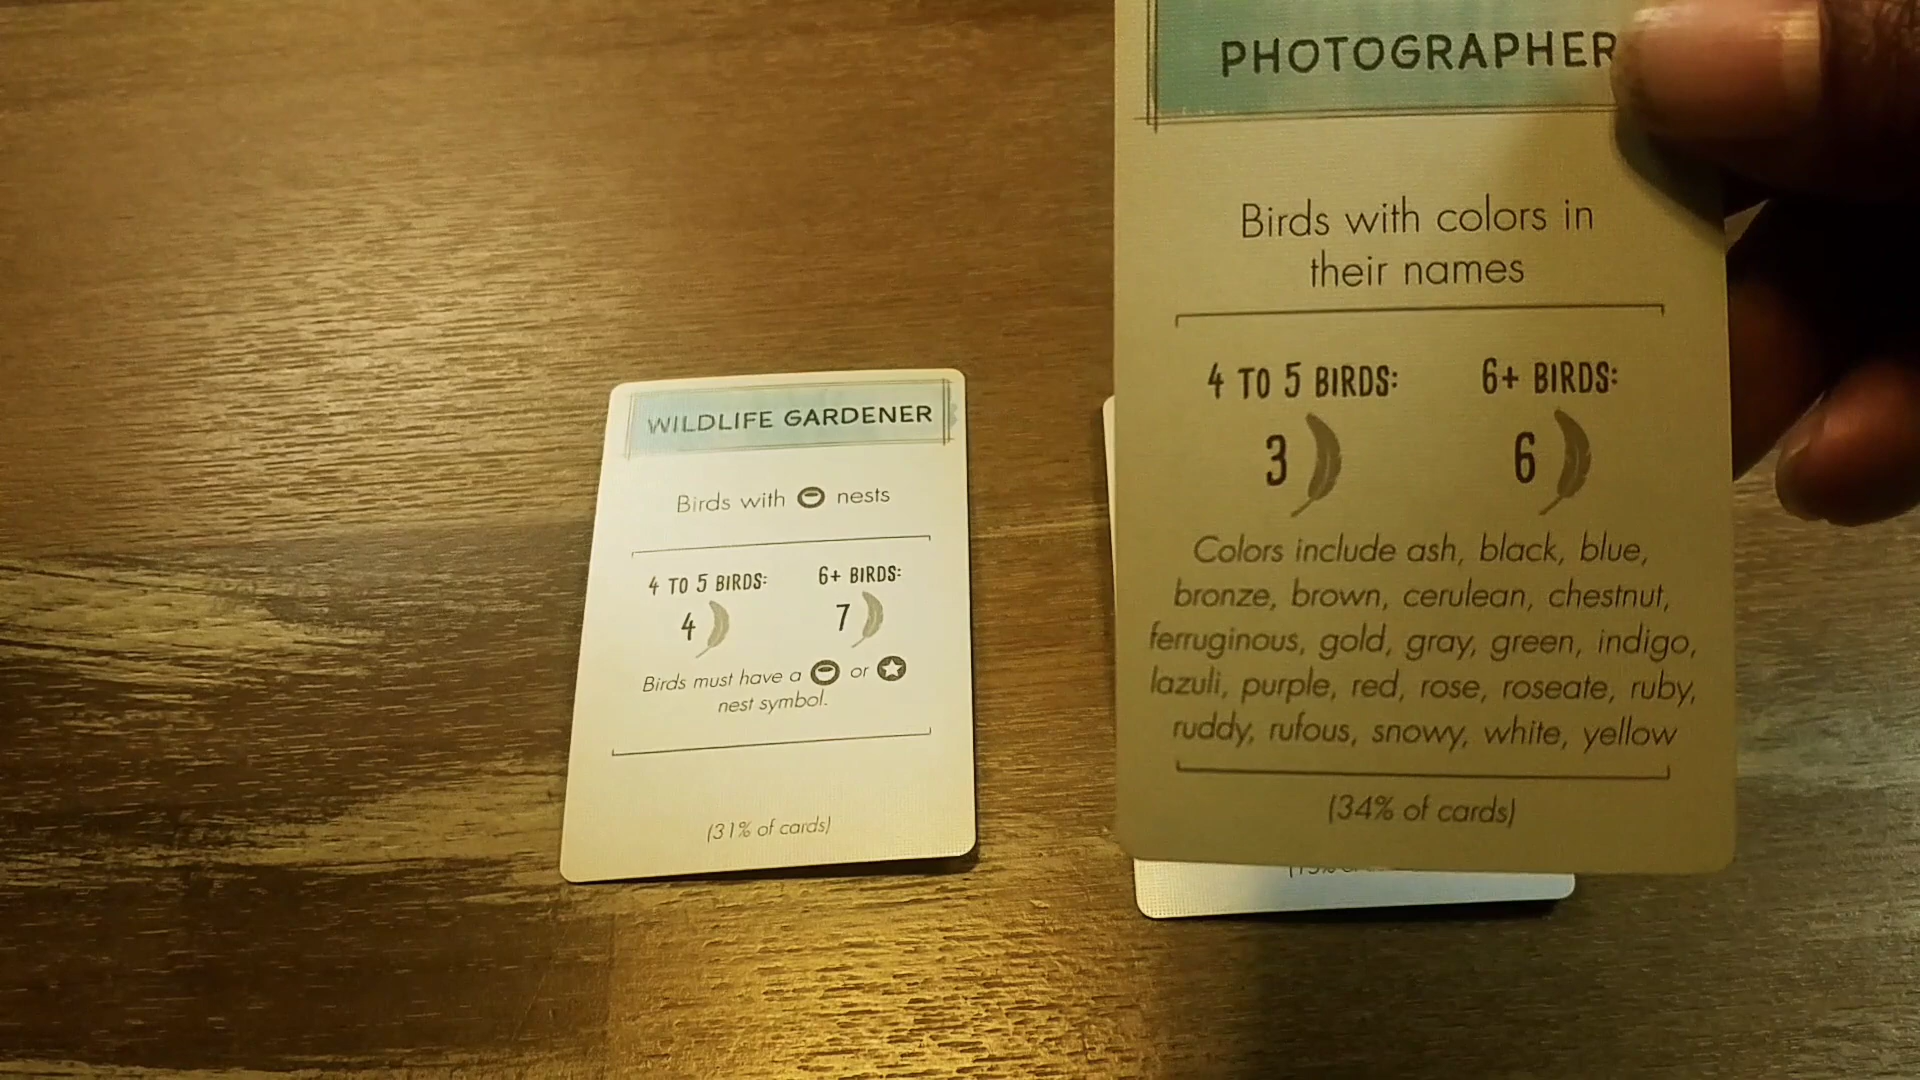 WILDLIFE GARDENER
Birds with nests
4 TO 5 BIRDS: 6+ BIRDS:
4 7
Birds must have a or
nest symbol.
(31% of cards)
PHOTOGRAPHER
Birds with colors in
their names
4 TO 5 BIRDS: 6+ BIRDS:
3 6
Colors include ash, black, blue,
bronze, brown, cerulean, chestnut,
ferruginous, gold, gray, green, indigo,
lazuli, purple, red, rose, roseate, ruby,
ruddy, rufous, snowy, white, yellow
(34% of cards)